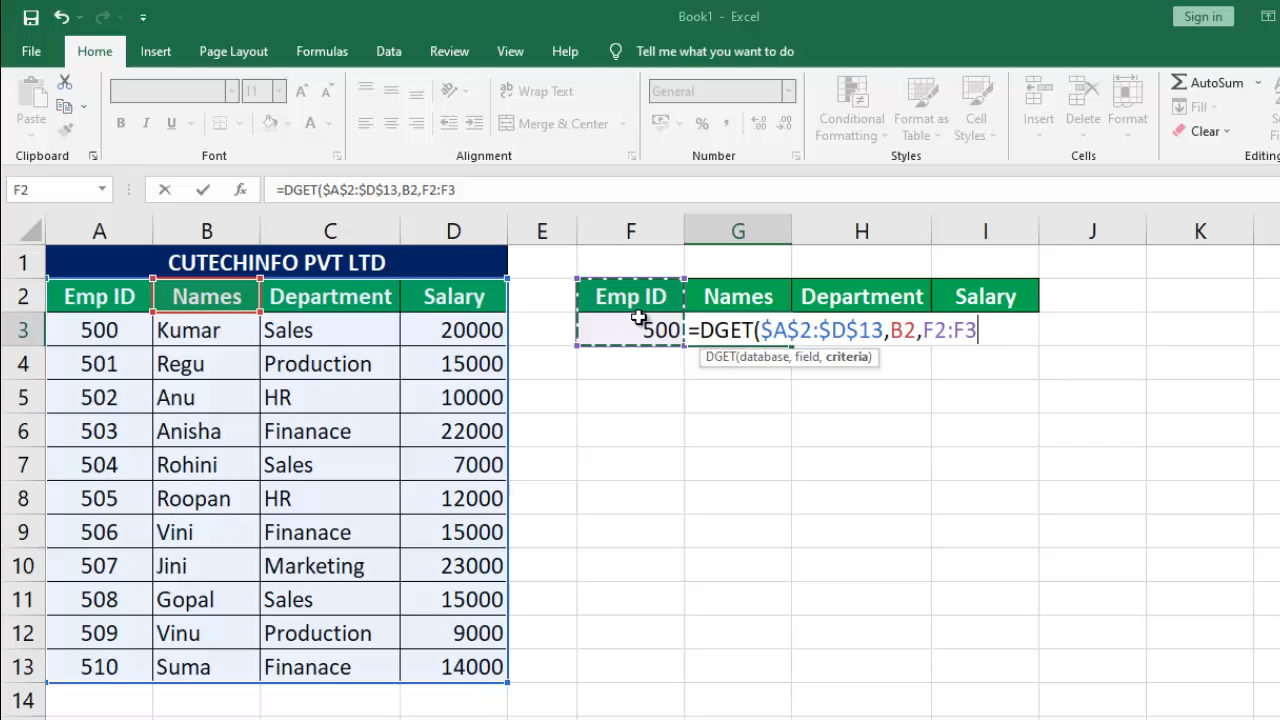 Book1 - Excel
Sign in
File Home Insert Page Layout Formulas Data Review View Help Tell me what you want to do
Paste
Clipboard
11
B I U A
Font
Wrap Text
Merge & Center
Alignment
General
%
Number
Conditional Formatting
Format as Table
Cell Styles
Styles
Insert Delete Format
Cells
AutoSum
Fill
Clear
Editing
F2 fx =DGET($A$2:$D$13,B2,F2:F3
A B C D E F G H I J K
1 CUTECHINFO PVT LTD
2 Emp ID Names Department Salary Emp ID Names Department Salary
3 500 Kumar Sales 20000 500 =DGET($A$2:$D$13,B2,F2:F3
DGET(database, field, criteria)
4 501 Regu Production 15000
5 502 Anu HR 10000
6 503 Anisha Finanace 22000
7 504 Rohini Sales 7000
8 505 Roopan HR 12000
9 506 Vini Finanace 15000
10 507 Jini Marketing 23000
11 508 Gopal Sales 15000
12 509 Vinu Production 9000
13 510 Suma Finanace 14000
14